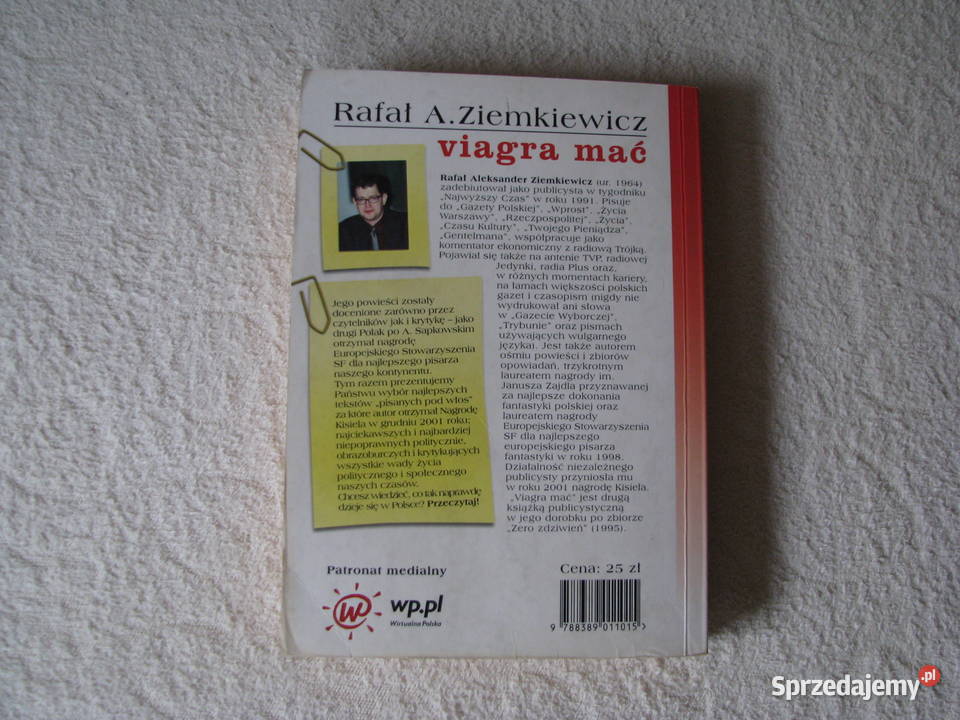 Rafał A.Ziemkiewicz
viagra mać
Rafał Aleksander Ziemkiewicz (ur. 1964)
zadebiutował jako publicysta w tygodniku
„Najwyższy Czas" w roku 1991. Pisuje
do „Gazety Polskiej", „Wprost", „Życia
Warszawy", „Rzeczpospolitej", „Życia",
„Czasu Kultury", „Twojego Pieniądza",
„Gentelmana", współpracuje jako
komentator ekonomiczny z radiową Trójką.
Pojawiał się także na antenie TVP, radiowej
Jedynki, radia Plus oraz,
w różnych momentach kariery,
na łamach większości polskich
gazet i czasopism (nigdy nie
wydrukował ani słowa
w „Gazecie Wyborczej",
„Trybunie" oraz pismach
używających wulgarnego
języka). Jest także autorem
ośmiu powieści i zbiorów
opowiadań, trzykrotnym
laureatem nagrody im.
Janusza Zajdla przyznawanej
za najlepsze dokonania
fantastyki polskiej oraz
laureatem nagrody
Europejskiego Stowarzyszenia
SF dla najlepszego
europejskiego pisarza
fantastyki w roku 1998.
Działalność niezależnego
publicysty przyniosła mu
w roku 2001 nagrodę Kisiela.
„Viagra mać" jest drugą
książką publicystyczną
w jego dorobku po zbiorze
„Zero zdziwień" (1995).
Jego powieści zostały
docenione zarówno przez
czytelników jak i krytykę – jako
drugi Polak po A. Sapkowskim
otrzymał nagrodę
Europejskiego Stowarzyszenia
SF dla najlepszego pisarza
naszego kontynentu.
Tym razem prezentujemy
Państwu wybór najlepszych
tekstów „pisanych pod włos"
za które autor otrzymał Nagrodę
Kisiela w grudniu 2001 roku;
najciekawszych i najbardziej
niepoprawnych politycznie,
obrazoburczych i krytykujących
wszystkie wady życia
politycznego i społecznego
naszych czasów.
Chcesz wiedzieć, co tak naprawdę
dzieje się w Polsce? Przeczytaj!
Patronat medialny
wp.pl
Wirtualna Polska
Cena: 25 zł
9 788389 011015 >
Sprzedajemy.pl